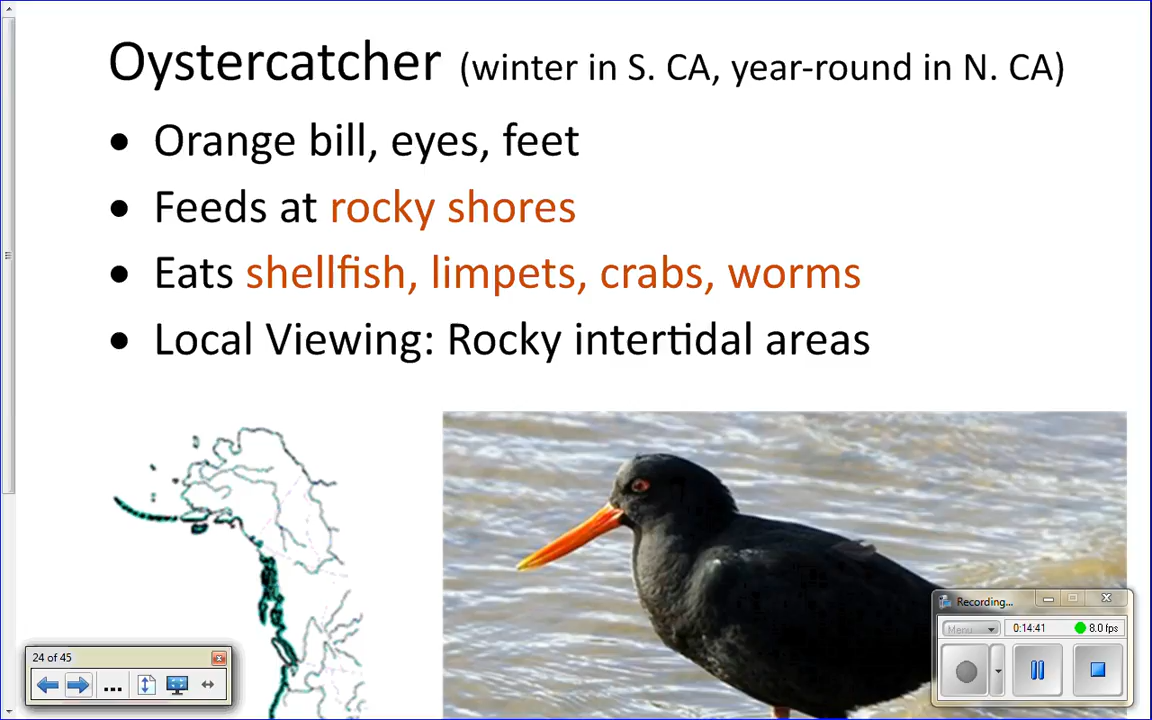 Oystercatcher (winter in S. CA, year-round in N. CA)
• Orange bill, eyes, feet
• Feeds at rocky shores
• Eats shellfish, limpets, crabs, worms
• Local Viewing: Rocky intertidal areas
Recording...
Menu 0:14:41 8.0 fps
24 of 45
...